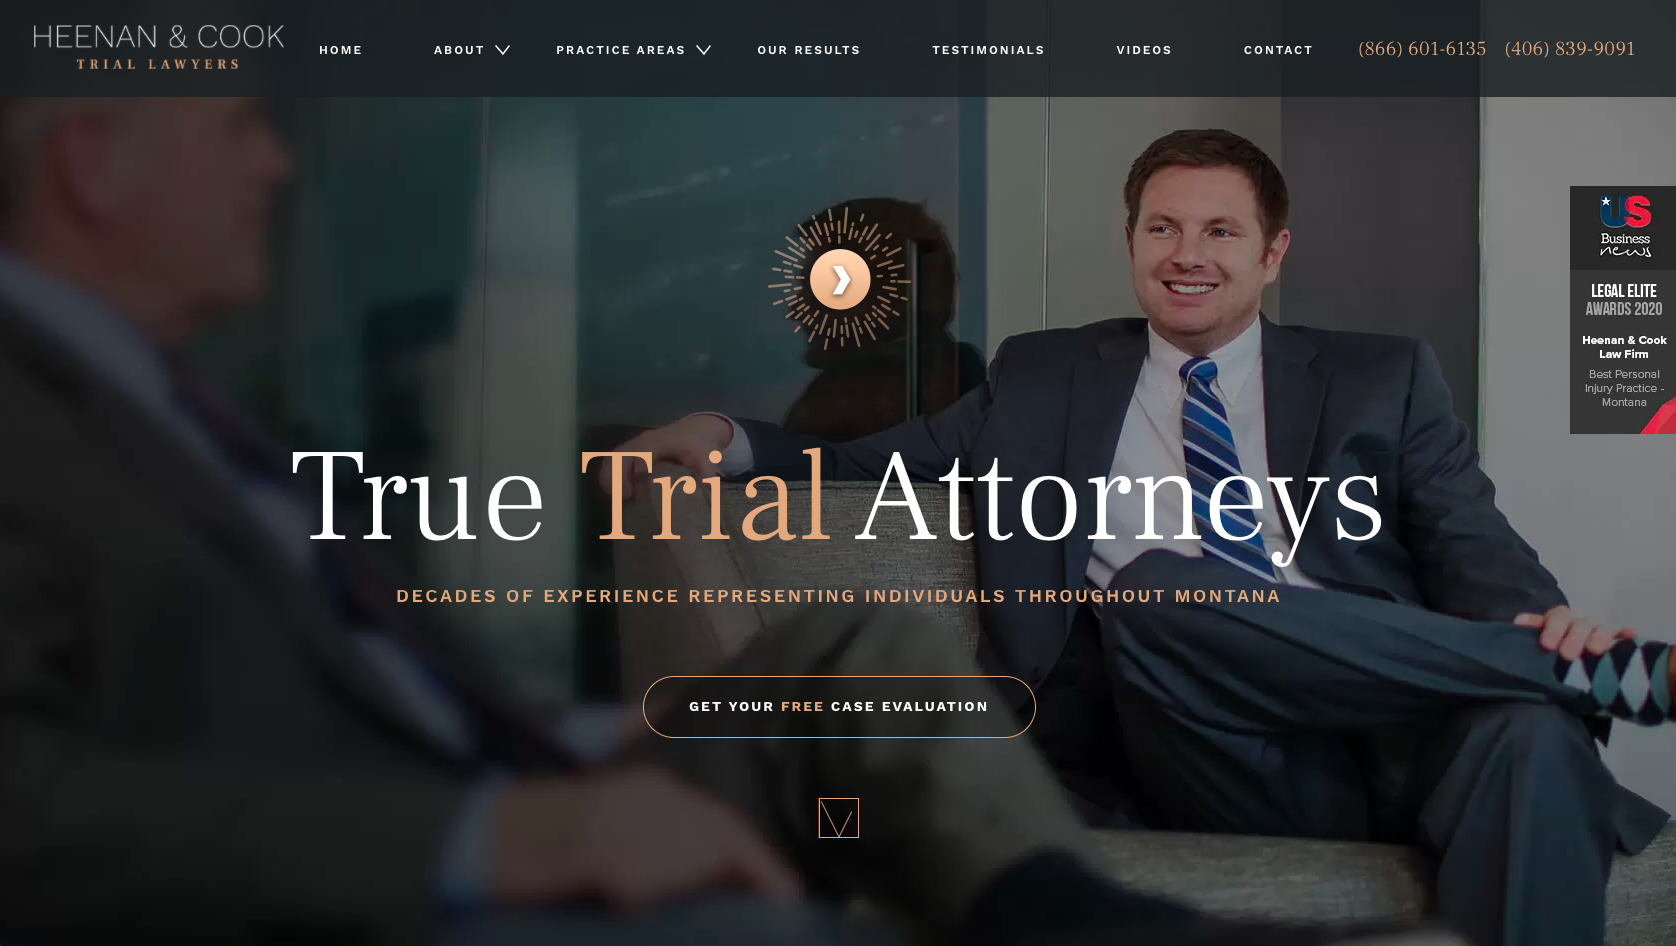 HEENAN & COOK
TRIAL LAWYERS
HOME
ABOUT
PRACTICE AREAS
OUR RESULTS
TESTIMONIALS
VIDEOS
CONTACT
(866) 601-6135
(406) 839-9091
US
Business
news
LEGAL ELITE
AWARDS 2020
Heenan & Cook
Law Firm
Best Personal
Injury Practice -
Montana
True Trial Attorneys
DECADES OF EXPERIENCE REPRESENTING INDIVIDUALS THROUGHOUT MONTANA
GET YOUR FREE CASE EVALUATION